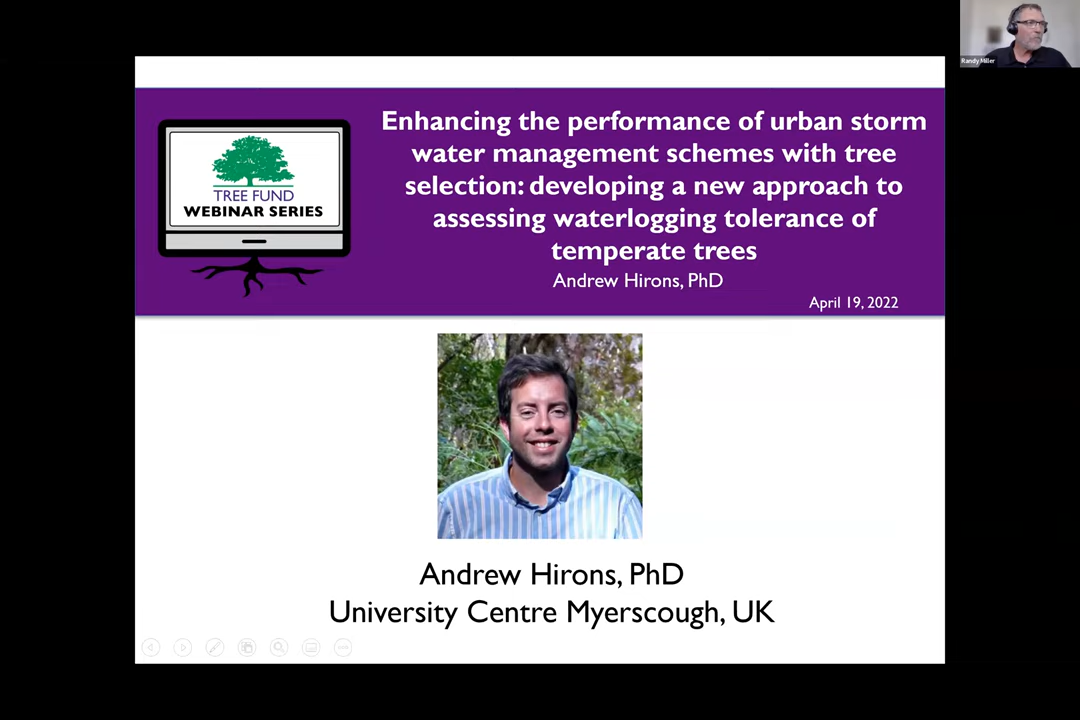 Randy Miller
Enhancing the performance of urban storm
water management schemes with tree
selection: developing a new approach to
assessing waterlogging tolerance of
temperate trees
Andrew Hirons, PhD
April 19, 2022
TREE FUND
WEBINAR SERIES
Andrew Hirons, PhD
University Centre Myerscough, UK